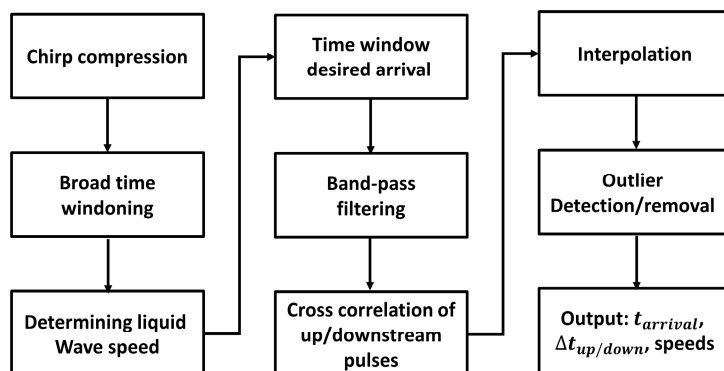 Chirp compression
Broad time
windoning
Determining liquid
Wave speed
Time window
desired arrival
Band-pass
filtering
Cross correlation of
up/downstream
pulses
Interpolation
Outlier
Detection/removal
Output: t_arrival,
Δt_up/down, speeds